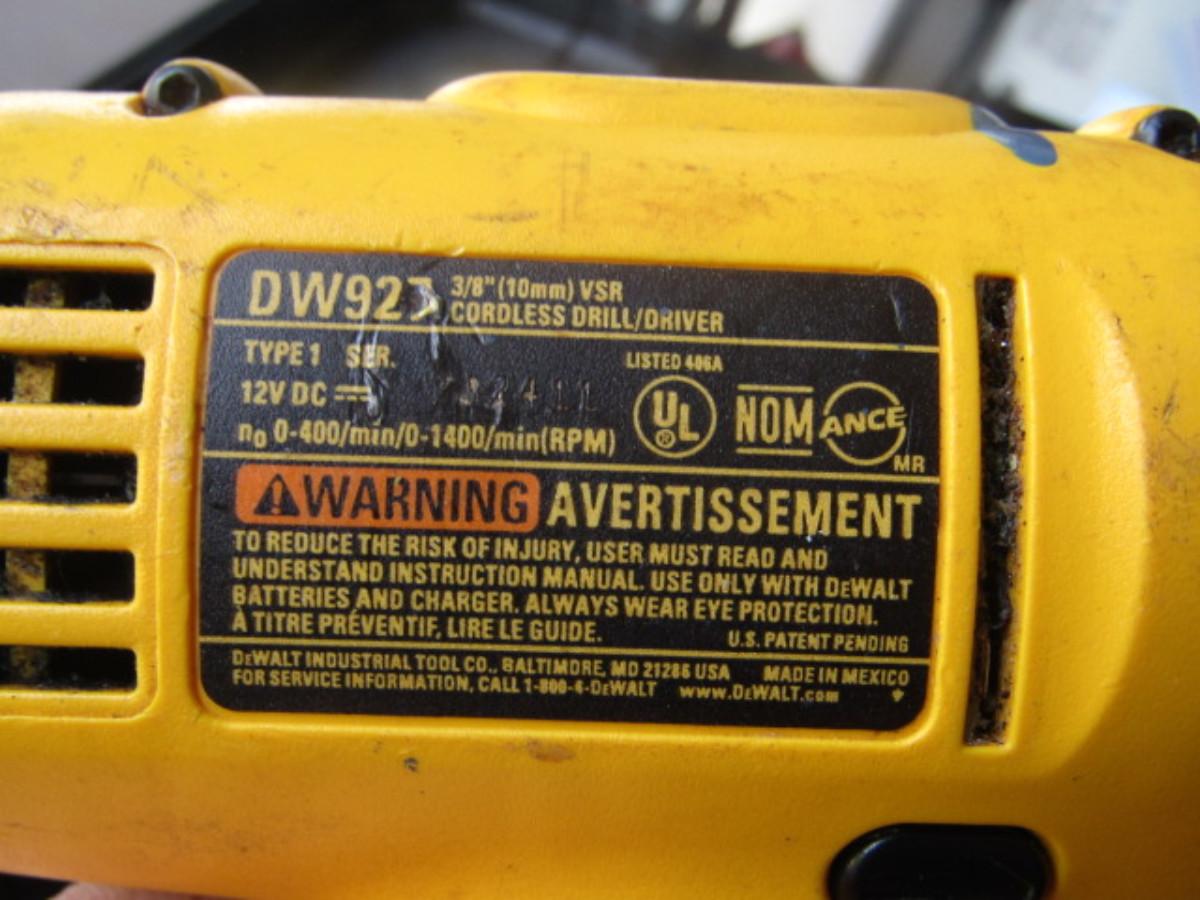 DW927 3/8" (10mm) VSR
CORDLESS DRILL/DRIVER
TYPE 1 SER.
LISTED 406A
12V DC
UL
NOM
ANCE
MR
n₀ 0-400/min/0-1400/min(RPM)
WARNING AVERTISSEMENT
TO REDUCE THE RISK OF INJURY, USER MUST READ AND
UNDERSTAND INSTRUCTION MANUAL. USE ONLY WITH DEWALT
BATTERIES AND CHARGER. ALWAYS WEAR EYE PROTECTION.
À TITRE PRÉVENTIF, LIRE LE GUIDE. U.S. PATENT PENDING
DEWALT INDUSTRIAL TOOL CO., BALTIMORE, MD 21286 USA MADE IN MEXICO
FOR SERVICE INFORMATION, CALL 1-800-4-DEWALT www.DEWALT.com